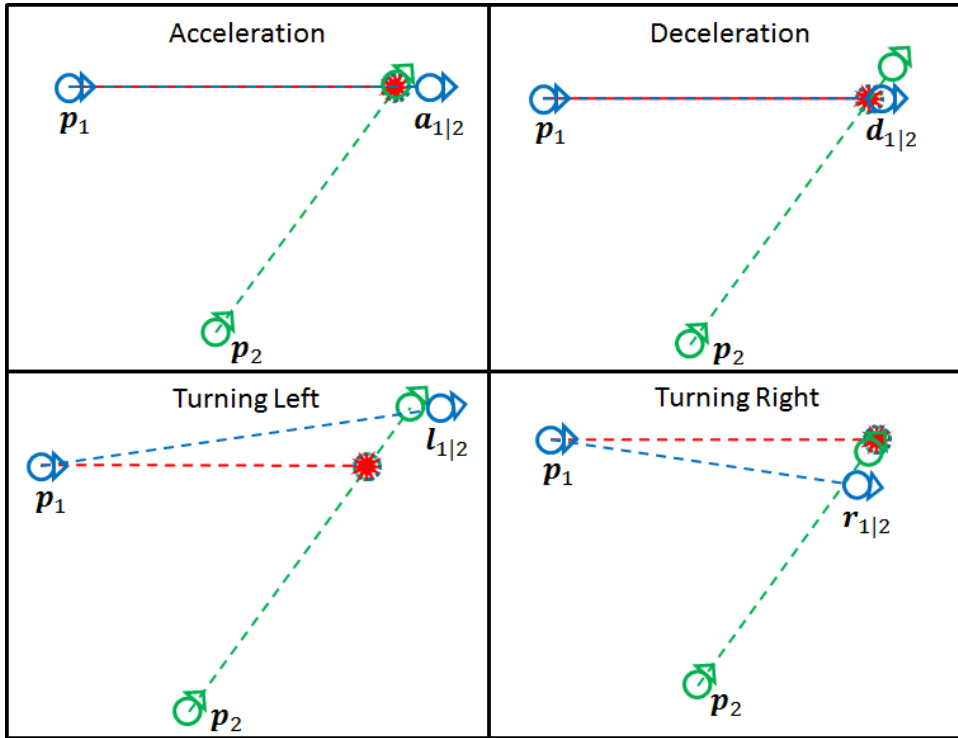 Acceleration
p₁
a₁|₂
p₂
Deceleration
p₁
d₁|₂
p₂
Turning Left
p₁
l₁|₂
p₂
Turning Right
p₁
r₁|₂
p₂